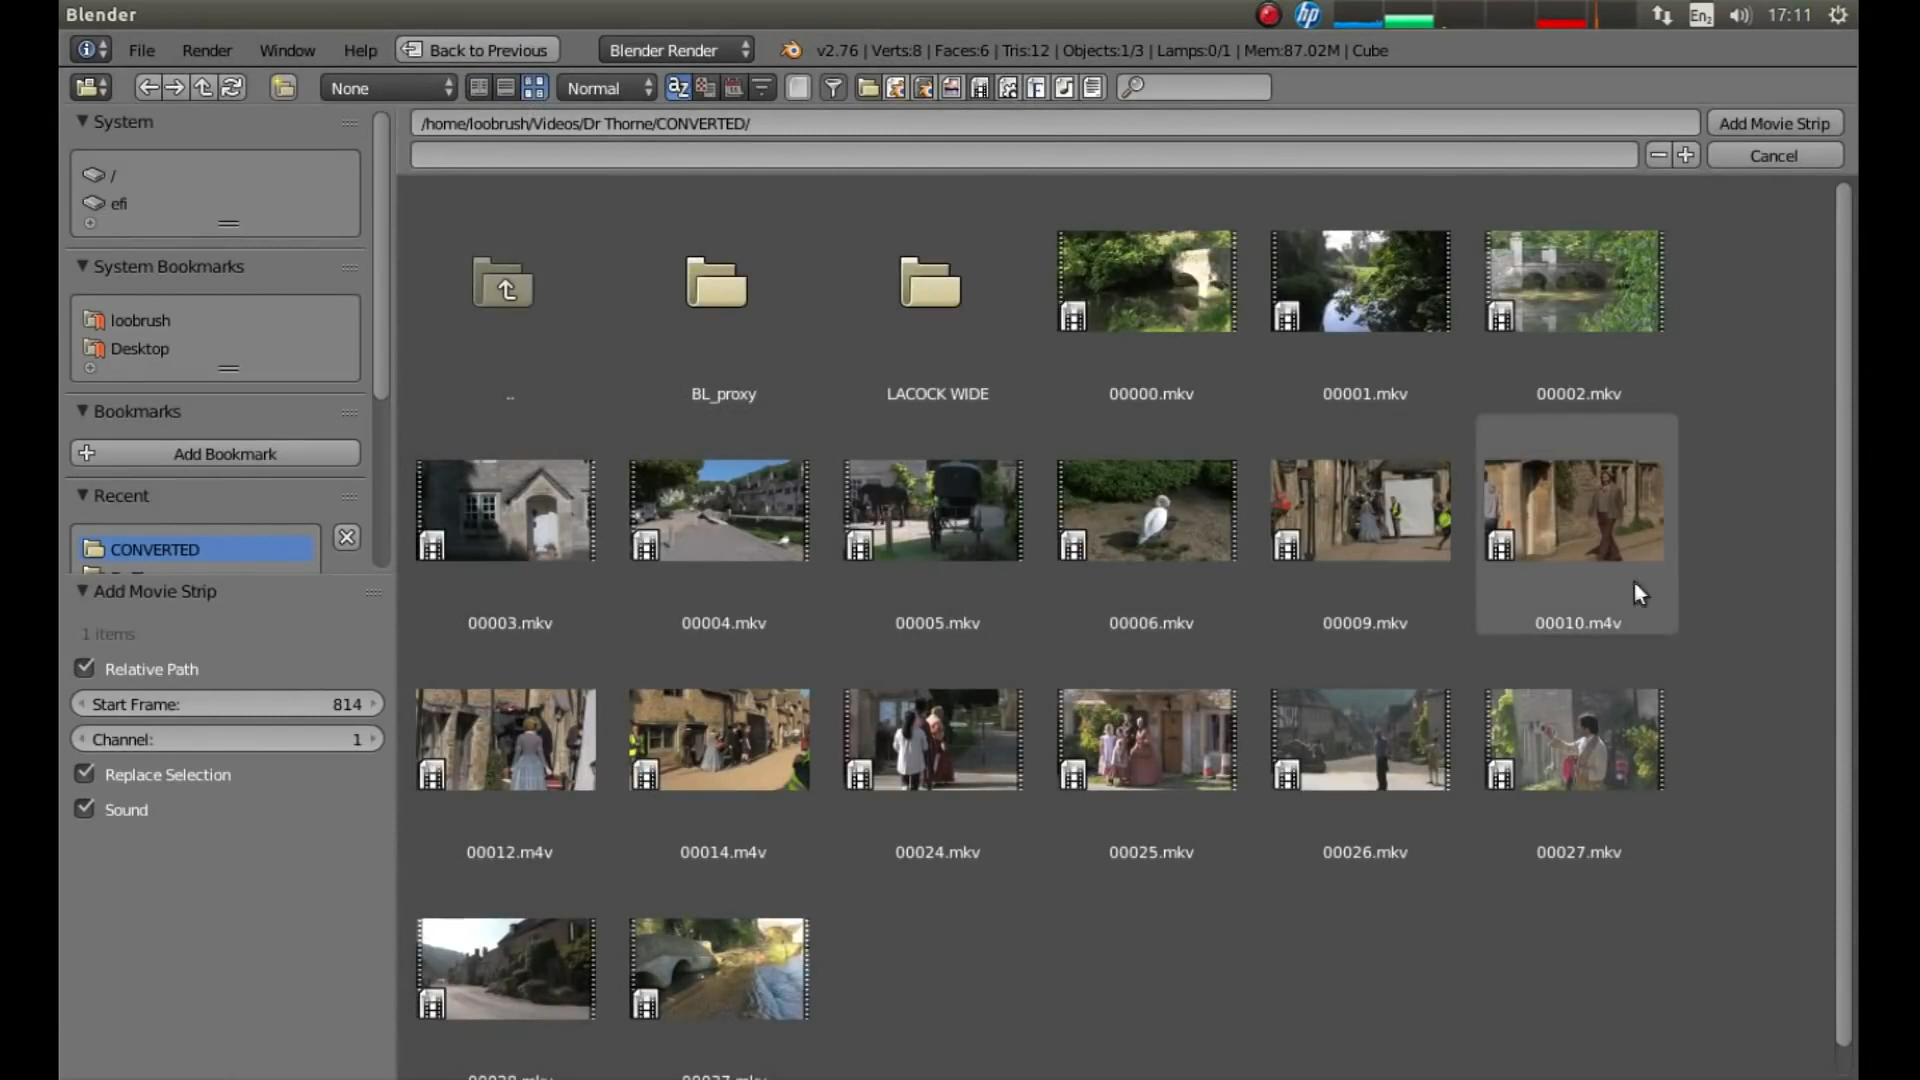 Blender
hp
En2
17:11
File Render Window Help Back to Previous Blender Render v2.76 | Verts:8 | Faces:6 | Tris:12 | Objects:1/3 | Lamps:0/1 | Mem:87.02M | Cube
None Normal
System
/
efi
System Bookmarks
loobrush
Desktop
Bookmarks
Add Bookmark
Recent
CONVERTED
Add Movie Strip
1 items
Relative Path
Start Frame: 814
Channel: 1
Replace Selection
Sound
/home/loobrush/Videos/Dr Thorne/CONVERTED/ Add Movie Strip
Cancel
.. BL_proxy LACOCK WIDE 00000.mkv 00001.mkv 00002.mkv
00003.mkv 00004.mkv 00005.mkv 00006.mkv 00009.mkv 00010.m4v
00012.m4v 00014.m4v 00024.mkv 00025.mkv 00026.mkv 00027.mkv